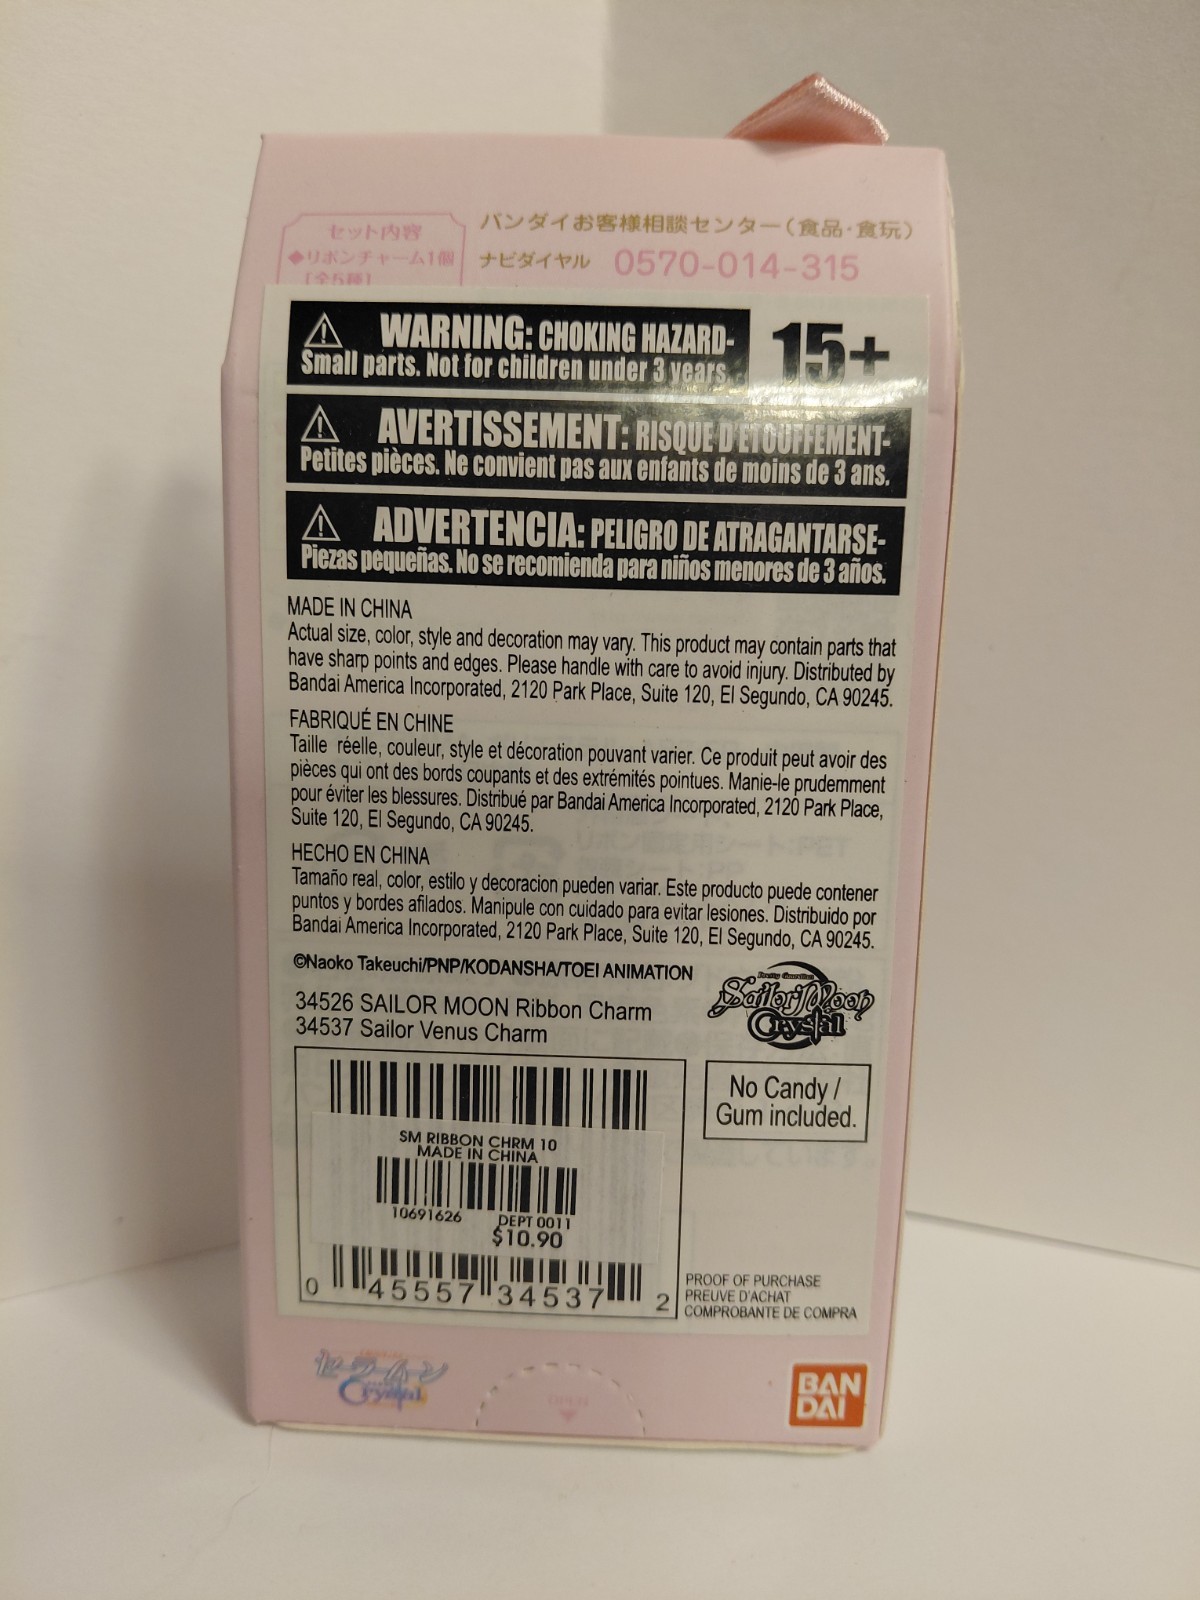 セット内容
◆リボンチャーム1個
[全5種]
バンダイお客様相談センター(食品・食玩)
ナビダイヤル 0570-014-315
WARNING: CHOKING HAZARD-
Small parts. Not for children under 3 years.
15+
AVERTISSEMENT: RISQUE D'ÉTOUFFEMENT-
Petites pièces. Ne convient pas aux enfants de moins de 3 ans.
ADVERTENCIA: PELIGRO DE ATRAGANTARSE-
Piezas pequeñas. No se recomienda para niños menores de 3 años.
MADE IN CHINA
Actual size, color, style and decoration may vary. This product may contain parts that
have sharp points and edges. Please handle with care to avoid injury. Distributed by
Bandai America Incorporated, 2120 Park Place, Suite 120, El Segundo, CA 90245.
FABRIQUÉ EN CHINE
Taille réelle, couleur, style et décoration pouvant varier. Ce produit peut avoir des
pièces qui ont des bords coupants et des extrémités pointues. Manie-le prudemment
pour éviter les blessures. Distribué par Bandai America Incorporated, 2120 Park Place,
Suite 120, El Segundo, CA 90245.
HECHO EN CHINA
Tamaño real, color, estilo y decoracion pueden variar. Este producto puede contener
puntos y bordes afilados. Manipule con cuidado para evitar lesiones. Distribuido por
Bandai America Incorporated, 2120 Park Place, Suite 120, El Segundo, CA 90245.
©Naoko Takeuchi/PNP/KODANSHA/TOEI ANIMATION
Pretty Guardian
Sailor Moon
Crystal
34526 SAILOR MOON Ribbon Charm
34537 Sailor Venus Charm
No Candy /
Gum included.
SM RIBBON CHRM 10
MADE IN CHINA
10691626 DEPT 0011
$10.90
0 45557 34537 2
PROOF OF PURCHASE
PREUVE D'ACHAT
COMPROBANTE DE COMPRA
Crystal
OPEN
BAN
DAI